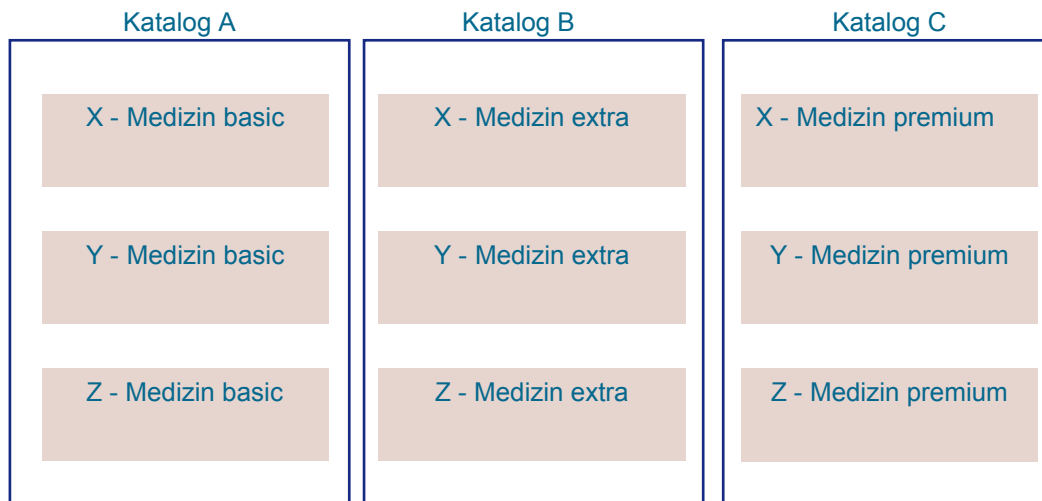 Katalog A
X - Medizin basic
Y - Medizin basic
Z - Medizin basic
Katalog B
X - Medizin extra
Y - Medizin extra
Z - Medizin extra
Katalog C
X - Medizin premium
Y - Medizin premium
Z - Medizin premium